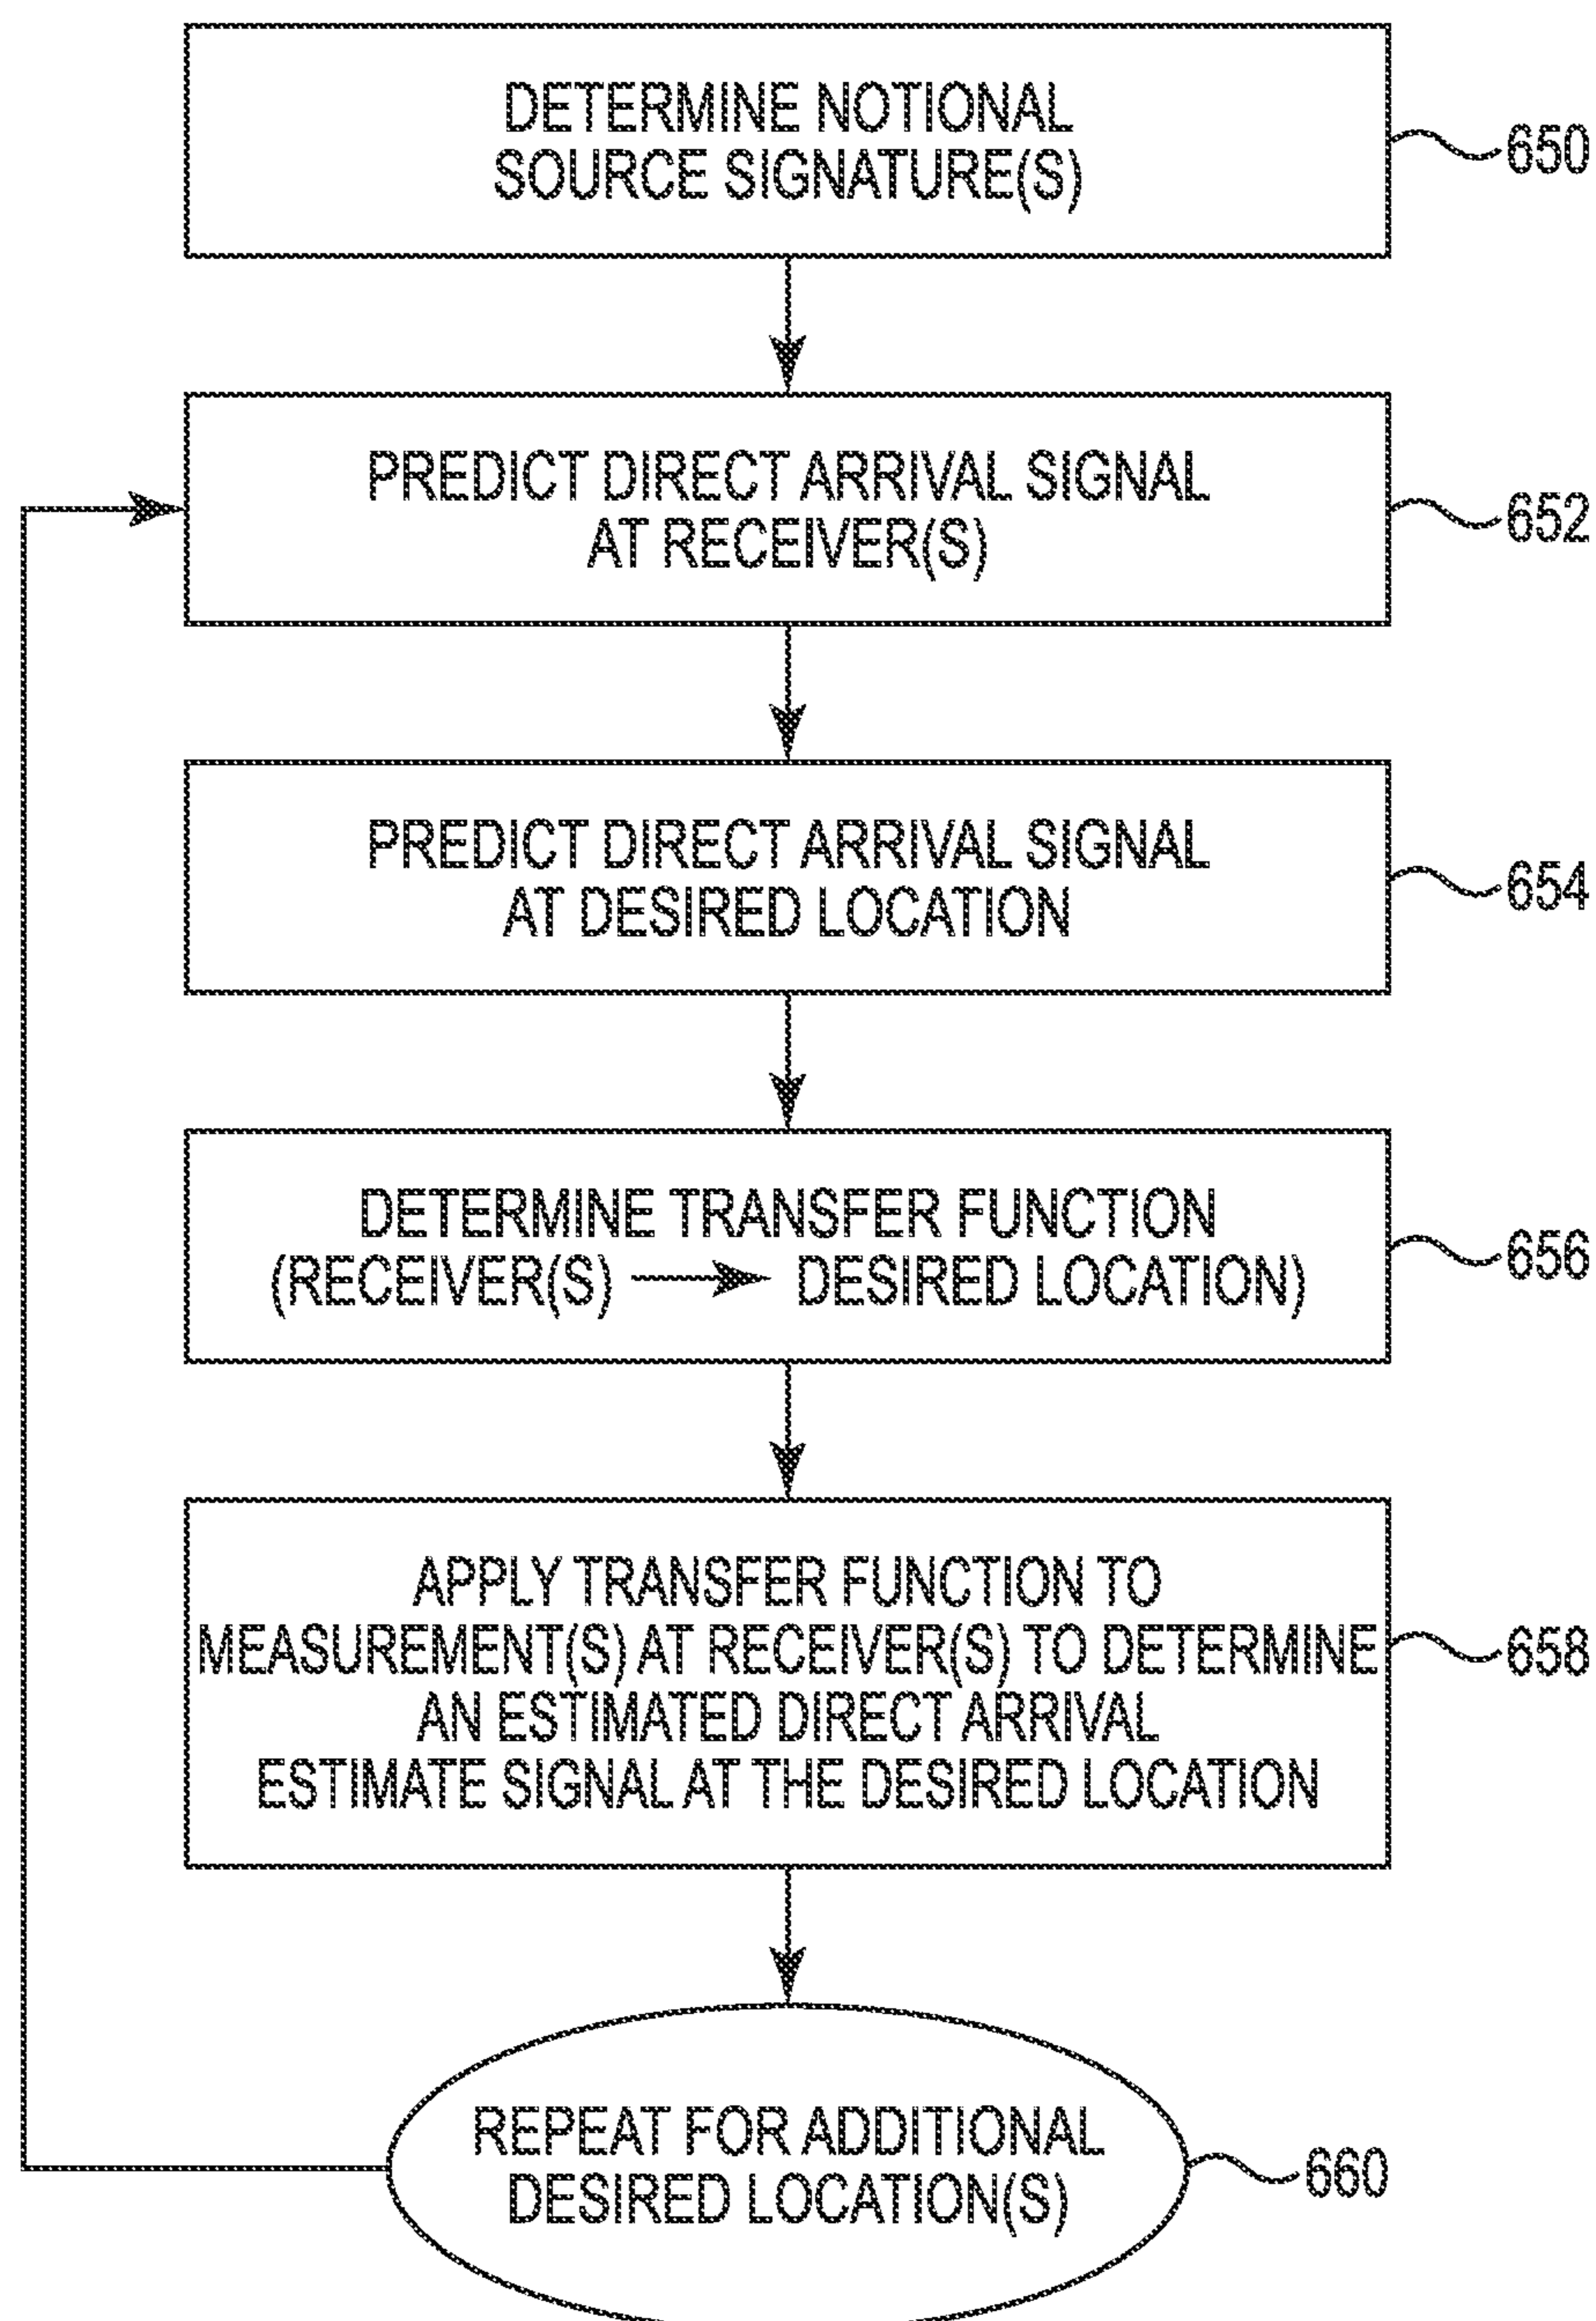 DETERMINE NOTIONAL
SOURCE SIGNATURE(S)
650
PREDICT DIRECT ARRIVAL SIGNAL
AT RECEIVER(S)
652
PREDICT DIRECT ARRIVAL SIGNAL
AT DESIRED LOCATION
654
DETERMINE TRANSFER FUNCTION
(RECEIVER(S) → DESIRED LOCATION)
656
APPLY TRANSFER FUNCTION TO
MEASUREMENT(S) AT RECEIVER(S) TO DETERMINE
AN ESTIMATED DIRECT ARRIVAL
ESTIMATE SIGNAL AT THE DESIRED LOCATION
658
REPEAT FOR ADDITIONAL
DESIRED LOCATION(S)
660